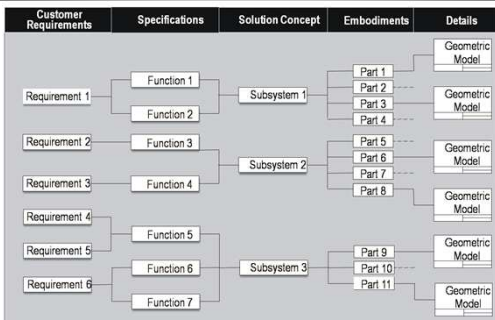 Customer
Requirements
Specifications
Solution Concept
Embodiments
Details
Requirement 1
Requirement 2
Requirement 3
Requirement 4
Requirement 5
Requirement 6
Function 1
Function 2
Function 3
Function 4
Function 5
Function 6
Function 7
Subsystem 1
Subsystem 2
Subsystem 3
Part 1
Part 2
Part 3
Part 4
Part 5
Part 6
Part 7
Part 8
Part 9
Part 10
Part 11
Geometric
Model
Geometric
Model
Geometric
Model
Geometric
Model
Geometric
Model
Geometric
Model